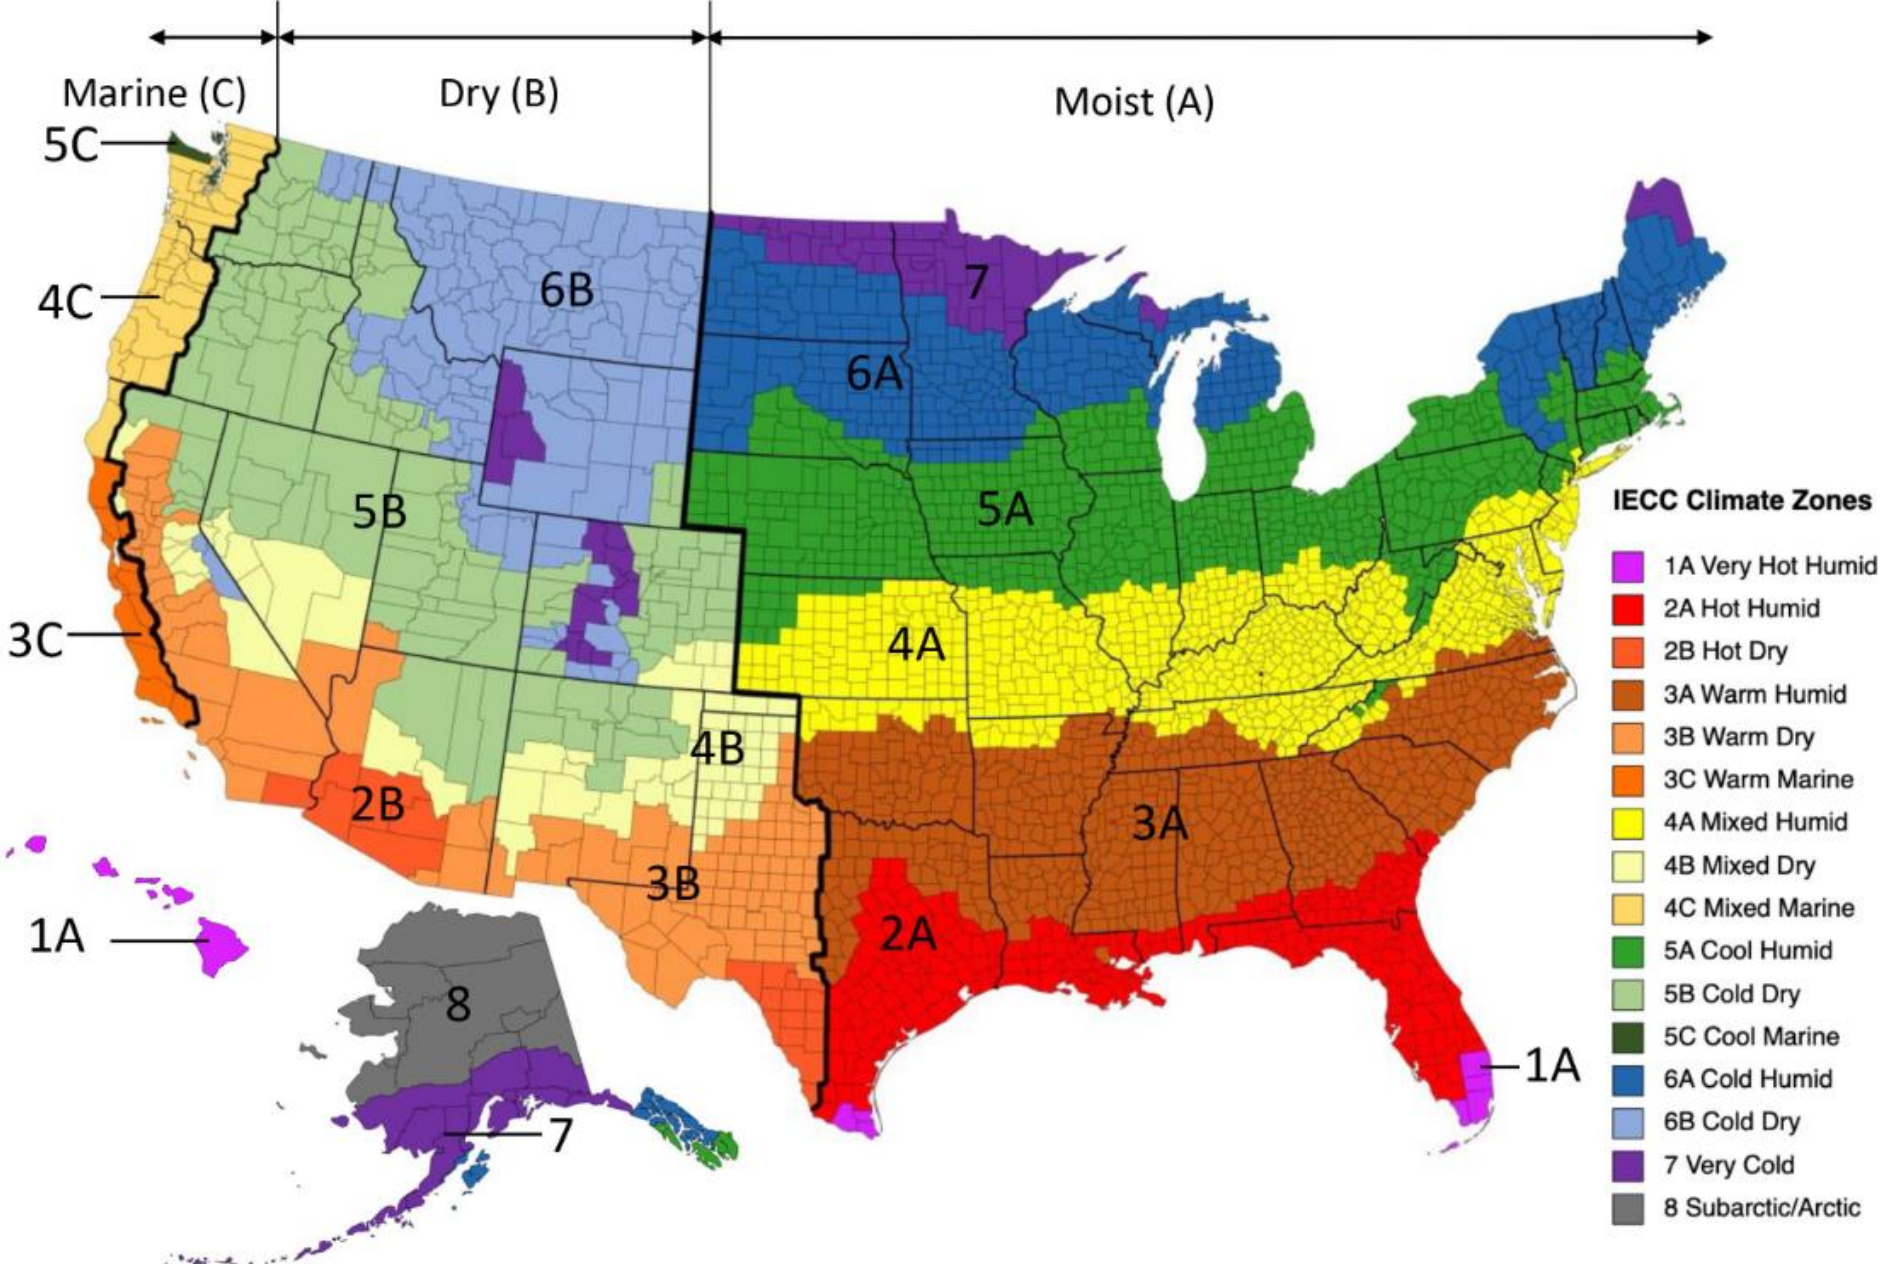 Marine (C)
Dry (B)
Moist (A)
5C
4C
6B
7
6A
5B
5A
3C
4A
4B
2B
3A
3B
2A
1A
8
7
1A
IECC Climate Zones
1A Very Hot Humid
2A Hot Humid
2B Hot Dry
3A Warm Humid
3B Warm Dry
3C Warm Marine
4A Mixed Humid
4B Mixed Dry
4C Mixed Marine
5A Cool Humid
5B Cold Dry
5C Cool Marine
6A Cold Humid
6B Cold Dry
7 Very Cold
8 Subarctic/Arctic